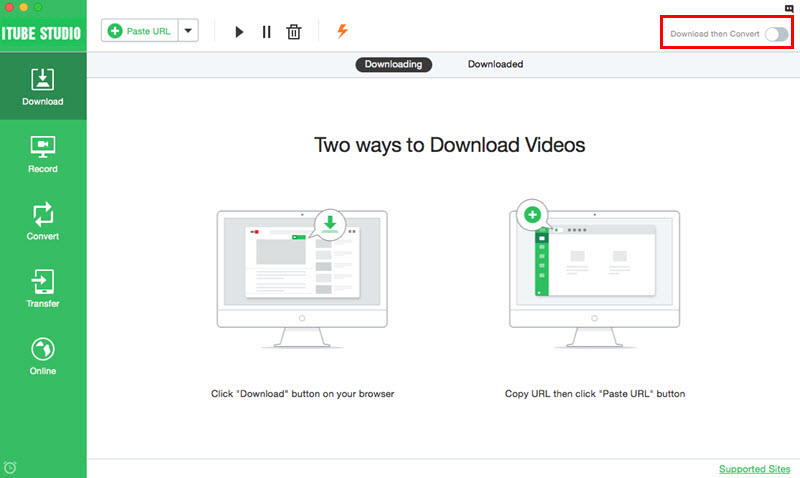 ITUBE STUDIO
Paste URL
Download then Convert
Downloading
Downloaded
Download
Record
Convert
Transfer
Online
Two ways to Download Videos
Click "Download" button on your browser
Copy URL then click "Paste URL" button
Supported Sites